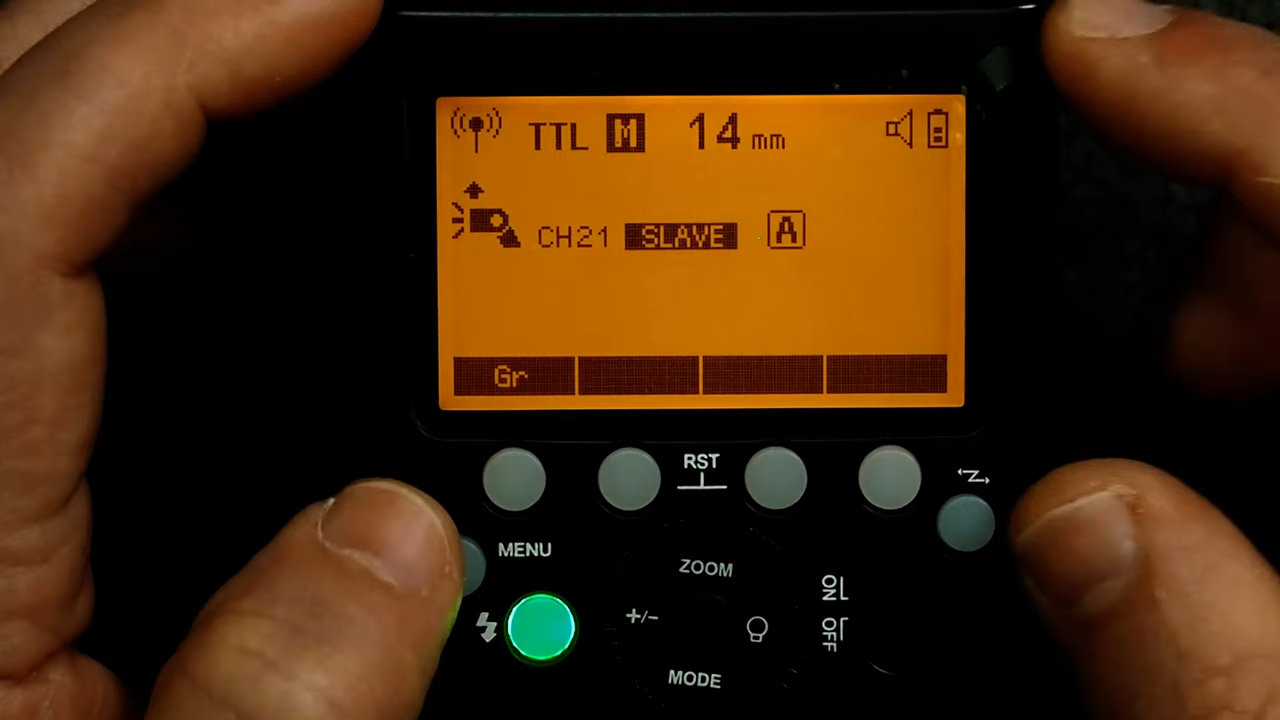 TTL M 14 mm
CH21 SLAVE A
Gr
RST
MENU
ZOOM
+/-
ON
OFF
MODE